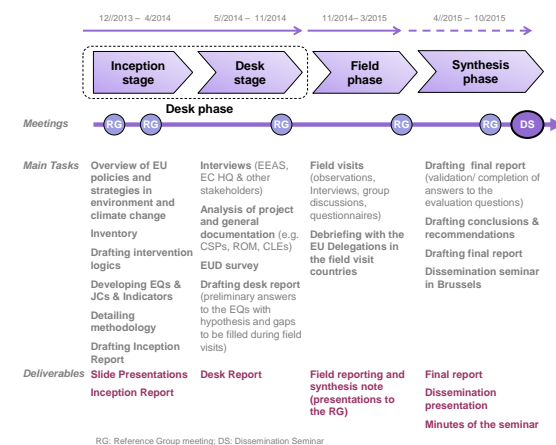 12//2013 – 4/2014
5//2014 – 11/2014
11/2014– 3/2015
4//2015 – 10/2015
Inception
stage
Desk
stage
Field
phase
Synthesis
phase
Desk phase
Meetings
RG
RG
RG
RG
RG
DS
Main Tasks
Overview of EU
policies and
strategies in
environment and
climate change
Inventory
Drafting intervention
logics
Developing EQs &
JCs & Indicators
Detailing
methodology
Drafting Inception
Report
Interviews (EEAS,
EC HQ & other
stakeholders)
Analysis of project
and general
documentation (e.g.
CSPs, ROM, CLEs)
EUD survey
Drafting desk report
(preliminary answers
to the EQs with
hypothesis and gaps
to be filled during field
visits)
Field visits
(observations,
Interviews, group
discussions,
questionnaires)
Debriefing with the
EU Delegations in
the field visit
countries
Drafting final report
(validation/ completion of
answers to the
evaluation questions)
Drafting conclusions &
recommendations
Drafting final report
Dissemination seminar
in Brussels
Deliverables
Slide Presentations
Inception Report
Desk Report
Field reporting and
synthesis note
(presentations to
the RG)
Final report
Dissemination
presentation
Minutes of the seminar
RG: Reference Group meeting; DS: Dissemination Seminar